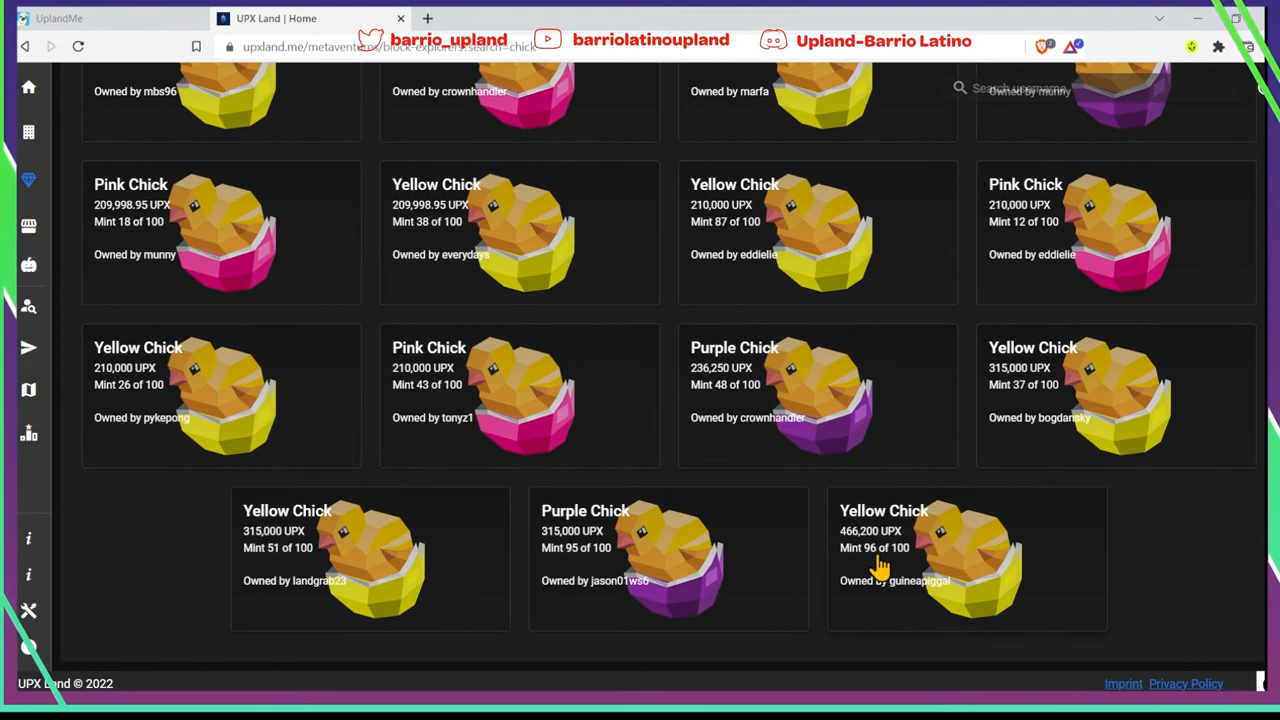 UplandMe
UPX Land | Home
upxland.me/metaventures/block-explorers?search=chick
barrio_upland
barriolatinoupland
Upland-Barrio Latino
Search username
Owned by mbs96
Owned by crownhandler
Owned by marfa
Owned by munny
Pink Chick
209,998.95 UPX
Mint 18 of 100
Owned by munny
Yellow Chick
209,998.95 UPX
Mint 38 of 100
Owned by everydays
Yellow Chick
210,000 UPX
Mint 87 of 100
Owned by eddielie
Pink Chick
210,000 UPX
Mint 12 of 100
Owned by eddielie
Yellow Chick
210,000 UPX
Mint 26 of 100
Owned by pykepong
Pink Chick
210,000 UPX
Mint 43 of 100
Owned by tonyz1
Purple Chick
236,250 UPX
Mint 48 of 100
Owned by crownhandler
Yellow Chick
315,000 UPX
Mint 37 of 100
Owned by bogdansky
Yellow Chick
315,000 UPX
Mint 51 of 100
Owned by landgrab23
Purple Chick
315,000 UPX
Mint 95 of 100
Owned by jason01ws6
Yellow Chick
466,200 UPX
Mint 96 of 100
Owned by guineapiggal
UPX Land © 2022
Imprint Privacy Policy